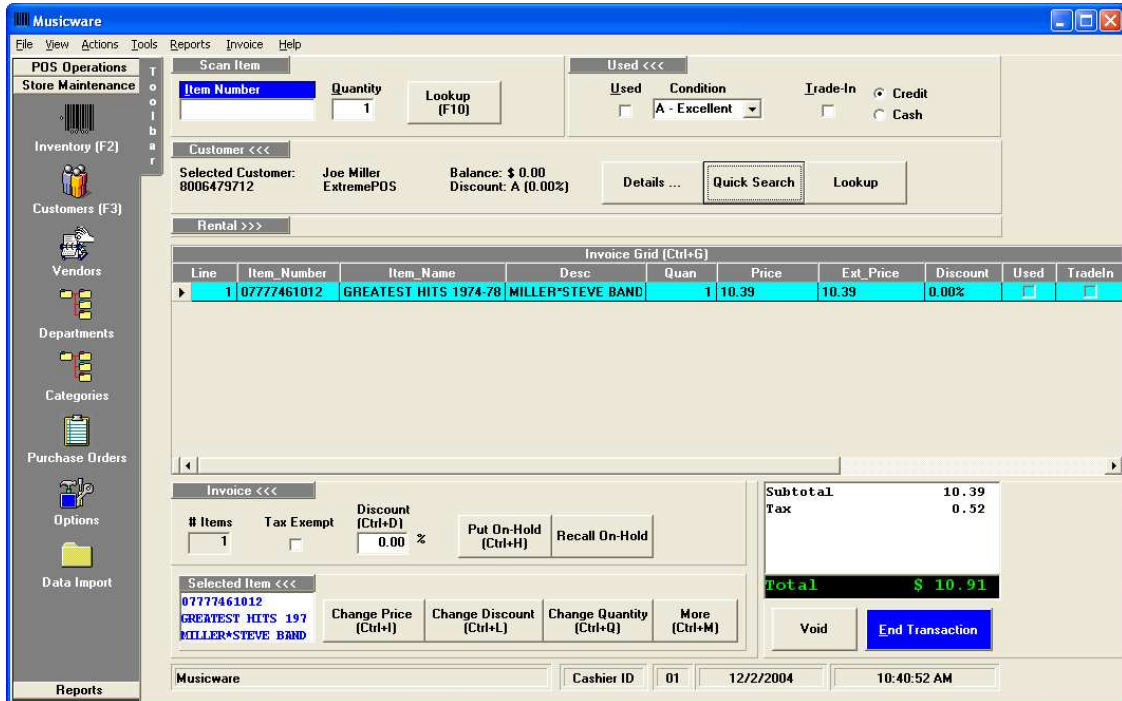 Musicware
File View Actions Tools Reports Invoice Help
POS Operations
Store Maintenance
Toolbar
Inventory (F2)
Customers (F3)
Vendors
Departments
Categories
Purchase Orders
Options
Data Import
Reports
Scan Item
Item Number
Quantity
1
Lookup
(F10)
Used <<<
Used Condition Trade-In
A - Excellent
Credit
Cash
Customer <<<
Selected Customer: Joe Miller Balance: $ 0.00
8006479712 ExtremePOS Discount: A (0.00%)
Details ... Quick Search Lookup
Rental >>>
Invoice Grid (Ctrl+G)
Line Item_Number Item_Name Desc Quan Price Ext_Price Discount Used TradeIn
1 07777461012 GREATEST HITS 1974-78 MILLER*STEVE BAND 1 10.39 10.39 0.00%
Invoice <<<
# Items
1
Tax Exempt
Discount
(Ctrl+D)
0.00 %
Put On-Hold
(Ctrl+H)
Recall On-Hold
Selected Item <<<
07777461012
GREATEST HITS 197
MILLER*STEVE BAND
Change Price
(Ctrl+I)
Change Discount
(Ctrl+L)
Change Quantity
(Ctrl+Q)
More
(Ctrl+M)
Subtotal 10.39
Tax 0.52
Total $ 10.91
Void End Transaction
Musicware Cashier ID 01 12/2/2004 10:40:52 AM